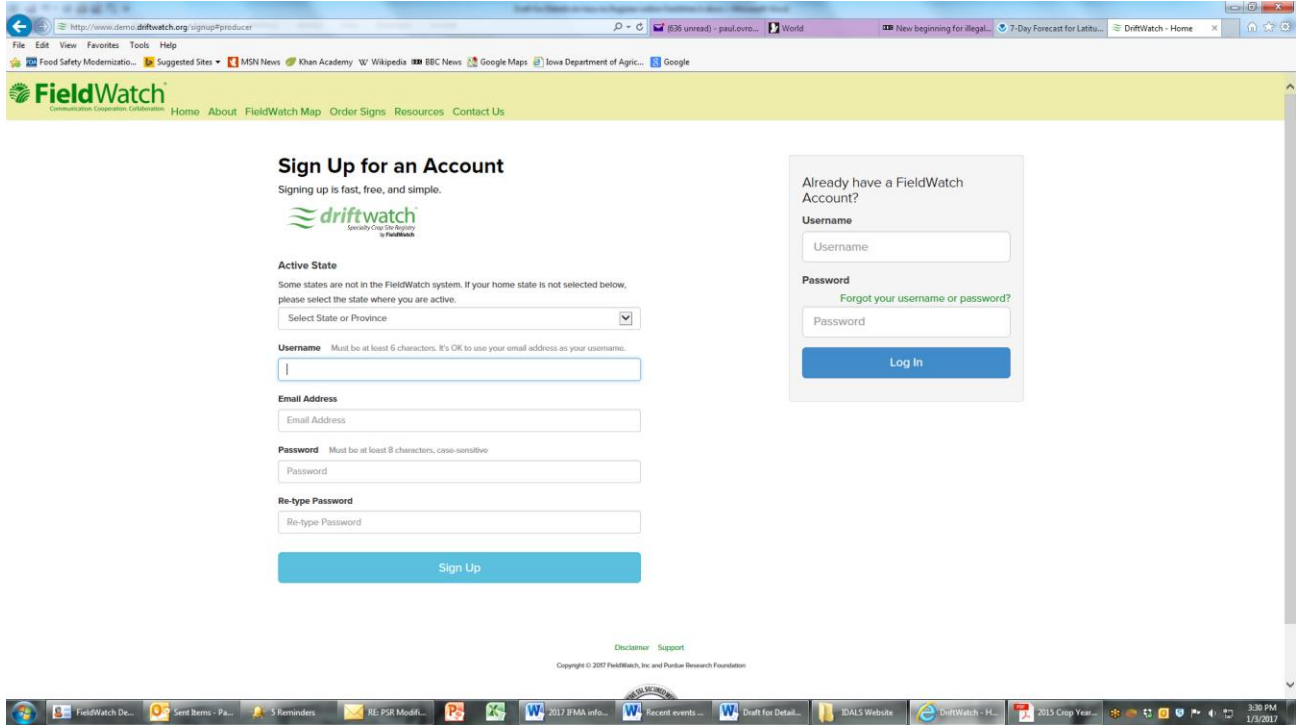 http://www.demo.driftwatch.org/signup#producer
(636 unread) - paul.ovro...
World
New beginning for illegal...
7-Day Forecast for Latitu...
DriftWatch - Home
File Edit View Favorites Tools Help
Food Safety Modernizatio...
Suggested Sites
MSN News
Khan Academy
Wikipedia
BBC News
Google Maps
Iowa Department of Agric...
Google
FieldWatch
Communication. Cooperation. Collaboration.
Home About FieldWatch Map Order Signs Resources Contact Us
Sign Up for an Account
Signing up is fast, free, and simple.
driftwatch
Specialty Crop Site Registry
by FieldWatch
Active State
Some states are not in the FieldWatch system. If your home state is not selected below,
please select the state where you are active.
Select State or Province
Username Must be at least 6 characters. It's OK to use your email address as your username.
Email Address
Email Address
Password Must be at least 8 characters, case-sensitive
Password
Re-type Password
Re-type Password
Sign Up
Already have a FieldWatch
Account?
Username
Username
Password
Forgot your username or password?
Password
Log In
Disclaimer Support
Copyright © 2017 FieldWatch, Inc and Purdue Research Foundation
FieldWatch De...
Sent Items - Pa...
5 Reminders
RE: PSR Modifi...
2017 IFMA info...
Recent events ...
Draft for Detail...
IDALS Website
DriftWatch - H...
2015 Crop Year...
3:30 PM
1/3/2017